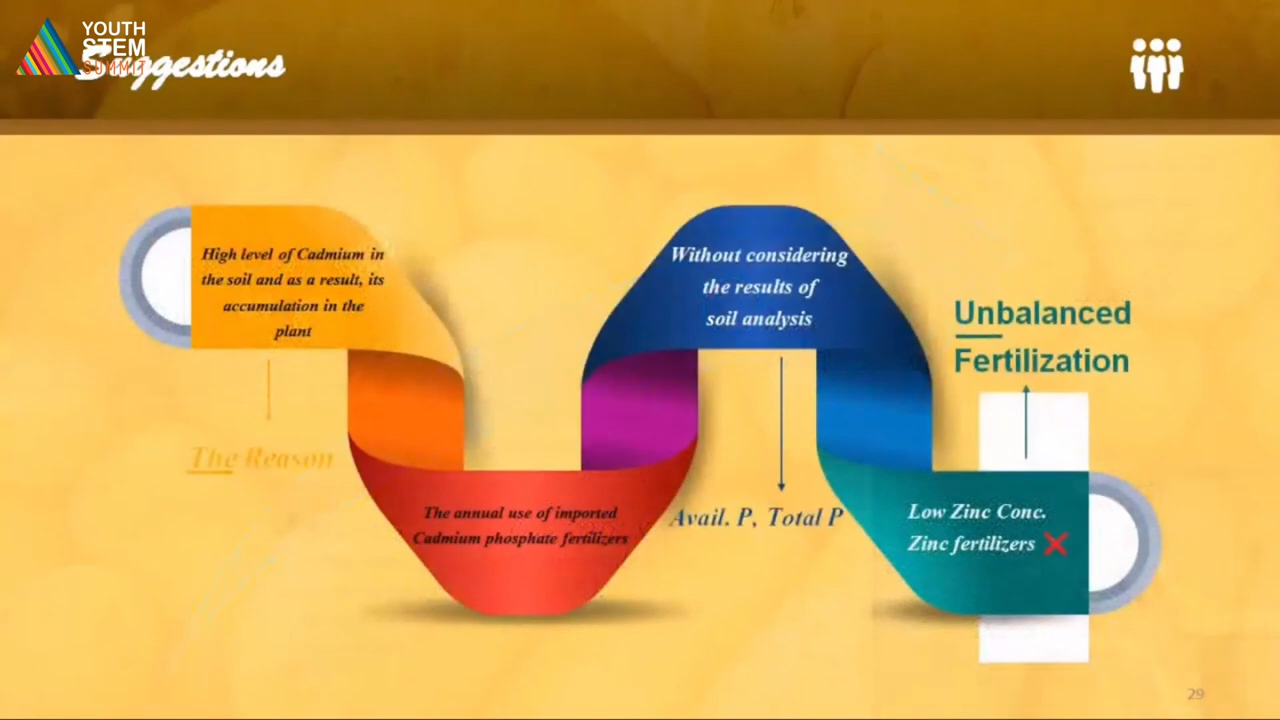 YOUTH
STEM
SUMMIT
Suggestions
High level of Cadmium in
the soil and as a result, its
accumulation in the
plant
The Reason
The annual use of imported
Cadmium phosphate fertilizers
Without considering
the results of
soil analysis
Avail. P, Total P
Unbalanced
Fertilization
Low Zinc Conc.
Zinc fertilizers
29